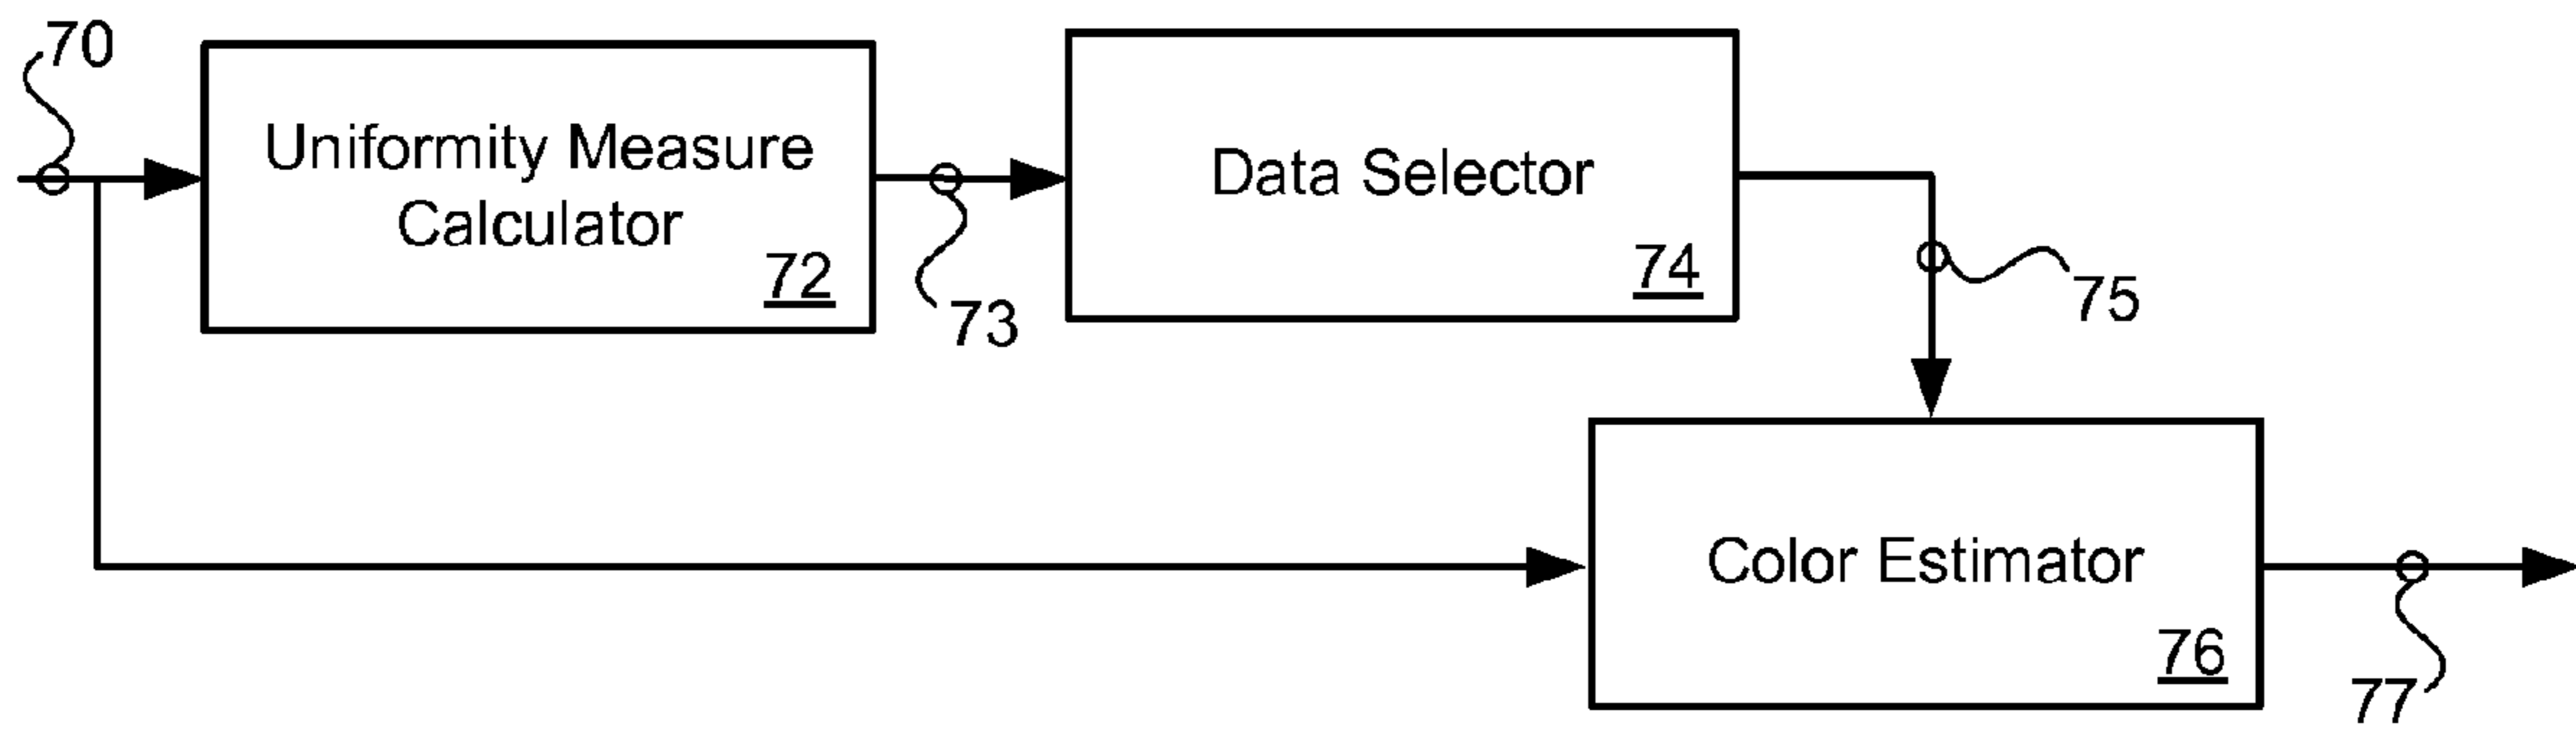 70
Uniformity Measure
Calculator
72
73
Data Selector
74
75
Color Estimator
76
77